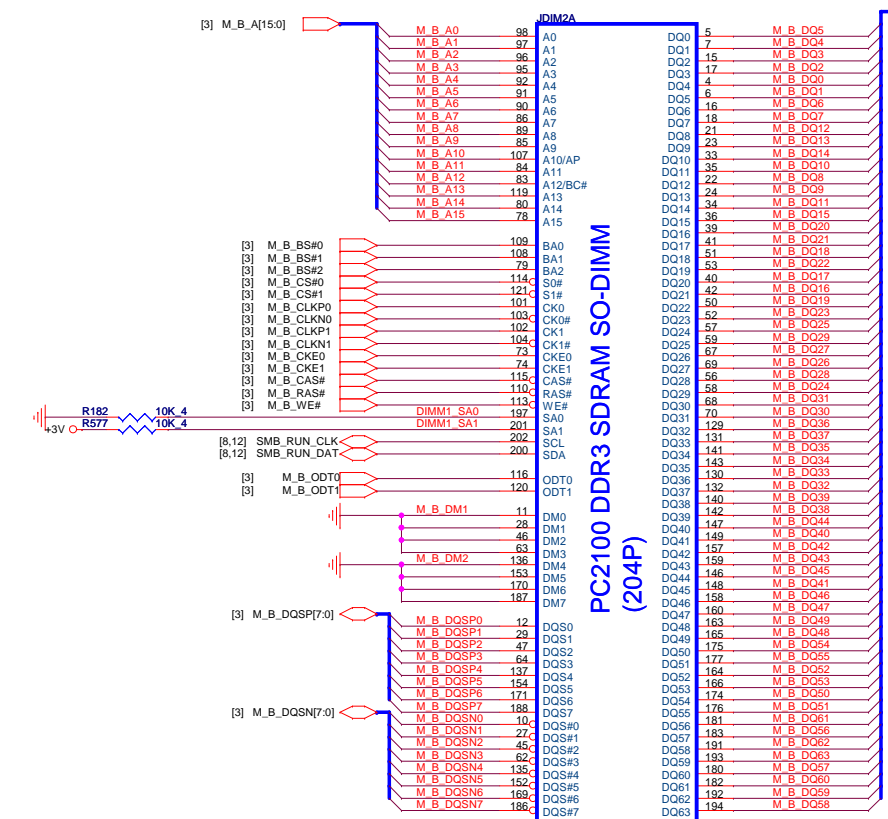 JDIM2A
[3] M_B_A[15:0]
M_B_A0 98 A0
M_B_A1 97 A1
M_B_A2 96 A2
M_B_A3 95 A3
M_B_A4 92 A4
M_B_A5 91 A5
M_B_A6 90 A6
M_B_A7 86 A7
M_B_A8 89 A8
M_B_A9 85 A9
M_B_A10 107 A10/AP
M_B_A11 84 A11
M_B_A12 83 A12/BC#
M_B_A13 119 A13
M_B_A14 80 A14
M_B_A15 78 A15
[3] M_B_BS#0 109 BA0
[3] M_B_BS#1 108 BA1
[3] M_B_BS#2 79 BA2
[3] M_B_CS#0 114 S0#
[3] M_B_CS#1 121 S1#
[3] M_B_CLKP0 101 CK0
[3] M_B_CLKN0 103 CK0#
[3] M_B_CLKP1 102 CK1
[3] M_B_CLKN1 104 CK1#
[3] M_B_CKE0 73 CKE0
[3] M_B_CKE1 74 CKE1
[3] M_B_CAS# 115 CAS#
[3] M_B_RAS# 110 RAS#
[3] M_B_WE# 113 WE#
R182 10K_4 DIMM1_SA0 197 SA0
+3V R577 10K_4 DIMM1_SA1 201 SA1
[8,12] SMB_RUN_CLK 202 SCL
[8,12] SMB_RUN_DAT 200 SDA
[3] M_B_ODT0 116 ODT0
[3] M_B_ODT1 120 ODT1
M_B_DM1 11 DM0
28 DM1
46 DM2
63 DM3
M_B_DM2 136 DM4
153 DM5
170 DM6
187 DM7
[3] M_B_DQSP[7:0]
M_B_DQSP0 12 DQS0
M_B_DQSP1 29 DQS1
M_B_DQSP2 47 DQS2
M_B_DQSP3 64 DQS3
M_B_DQSP4 137 DQS4
M_B_DQSP5 154 DQS5
M_B_DQSP6 171 DQS6
M_B_DQSP7 188 DQS7
[3] M_B_DQSN[7:0]
M_B_DQSN0 10 DQS#0
M_B_DQSN1 27 DQS#1
M_B_DQSN2 45 DQS#2
M_B_DQSN3 62 DQS#3
M_B_DQSN4 135 DQS#4
M_B_DQSN5 152 DQS#5
M_B_DQSN6 169 DQS#6
M_B_DQSN7 186 DQS#7
PC2100 DDR3 SDRAM SO-DIMM
(204P)
DQ0 5 M_B_DQ5
DQ1 7 M_B_DQ4
DQ2 15 M_B_DQ3
DQ3 17 M_B_DQ2
DQ4 4 M_B_DQ0
DQ5 6 M_B_DQ1
DQ6 16 M_B_DQ6
DQ7 18 M_B_DQ7
DQ8 21 M_B_DQ12
DQ9 23 M_B_DQ13
DQ10 33 M_B_DQ14
DQ11 35 M_B_DQ10
DQ12 22 M_B_DQ8
DQ13 24 M_B_DQ9
DQ14 34 M_B_DQ11
DQ15 36 M_B_DQ15
DQ16 39 M_B_DQ20
DQ17 41 M_B_DQ21
DQ18 51 M_B_DQ18
DQ19 53 M_B_DQ22
DQ20 40 M_B_DQ17
DQ21 42 M_B_DQ16
DQ22 50 M_B_DQ19
DQ23 52 M_B_DQ23
DQ24 57 M_B_DQ25
DQ25 59 M_B_DQ29
DQ26 67 M_B_DQ27
DQ27 69 M_B_DQ26
DQ28 56 M_B_DQ28
DQ29 58 M_B_DQ24
DQ30 68 M_B_DQ31
DQ31 70 M_B_DQ30
DQ32 129 M_B_DQ36
DQ33 131 M_B_DQ37
DQ34 141 M_B_DQ35
DQ35 143 M_B_DQ34
DQ36 130 M_B_DQ33
DQ37 132 M_B_DQ32
DQ38 140 M_B_DQ39
DQ39 142 M_B_DQ38
DQ40 147 M_B_DQ44
DQ41 149 M_B_DQ40
DQ42 157 M_B_DQ42
DQ43 159 M_B_DQ43
DQ44 146 M_B_DQ45
DQ45 148 M_B_DQ41
DQ46 158 M_B_DQ46
DQ47 160 M_B_DQ47
DQ48 163 M_B_DQ49
DQ49 165 M_B_DQ48
DQ50 175 M_B_DQ54
DQ51 177 M_B_DQ55
DQ52 164 M_B_DQ52
DQ53 166 M_B_DQ53
DQ54 174 M_B_DQ50
DQ55 176 M_B_DQ51
DQ56 181 M_B_DQ61
DQ57 183 M_B_DQ56
DQ58 191 M_B_DQ62
DQ59 193 M_B_DQ63
DQ60 180 M_B_DQ57
DQ61 182 M_B_DQ60
DQ62 192 M_B_DQ59
DQ63 194 M_B_DQ58